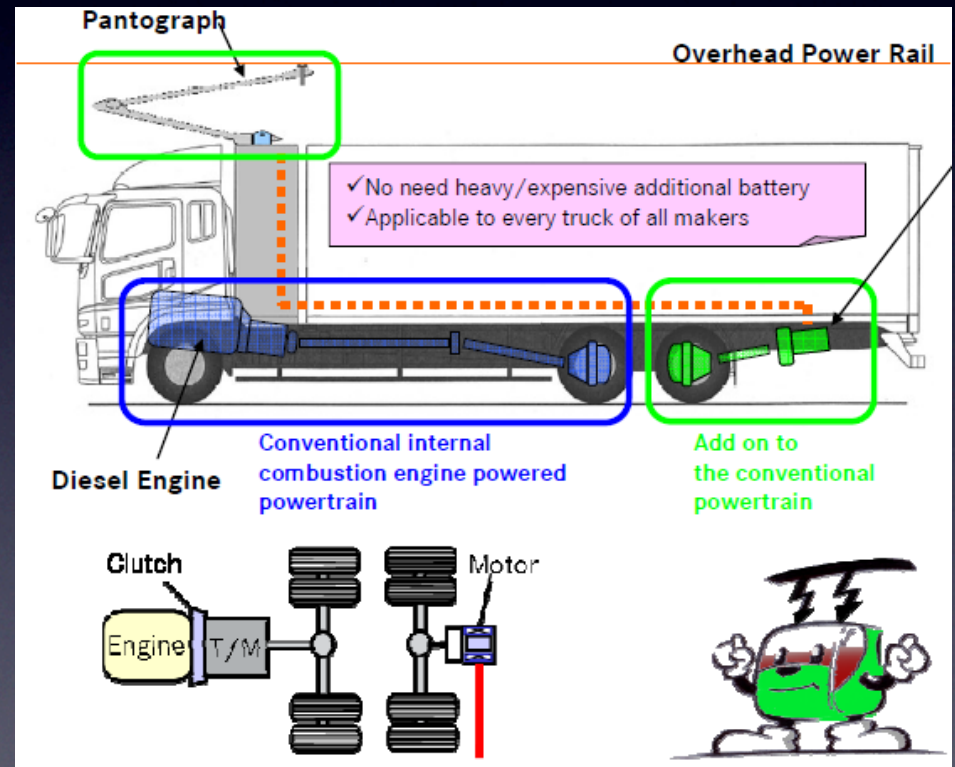 Pantograph
Overhead Power Rail
✓No need heavy/expensive additional battery
✓Applicable to every truck of all makers
Diesel Engine
Conventional internal
combustion engine powered
powertrain
Add on to
the conventional
powertrain
Clutch
Motor
Engine
T/M